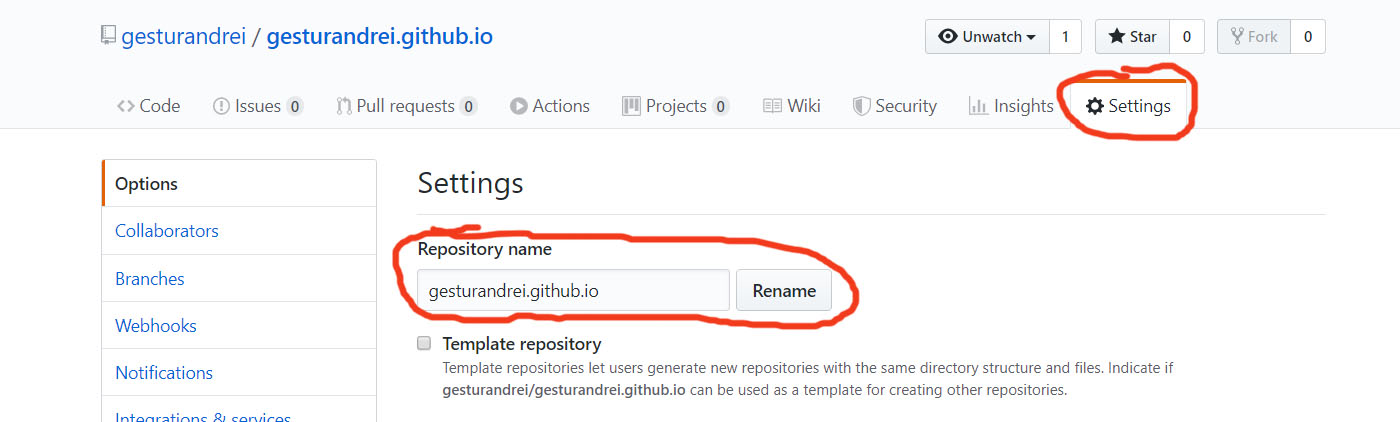 gesturandrei / gesturandrei.github.io
Unwatch 1 Star 0 Fork 0
Code Issues 0 Pull requests 0 Actions Projects 0 Wiki Security Insights Settings
Options
Collaborators
Branches
Webhooks
Notifications
Integrations & services
Settings
Repository name
gesturandrei.github.io Rename
Template repository
Template repositories let users generate new repositories with the same directory structure and files. Indicate if
gesturandrei/gesturandrei.github.io can be used as a template for creating other repositories.